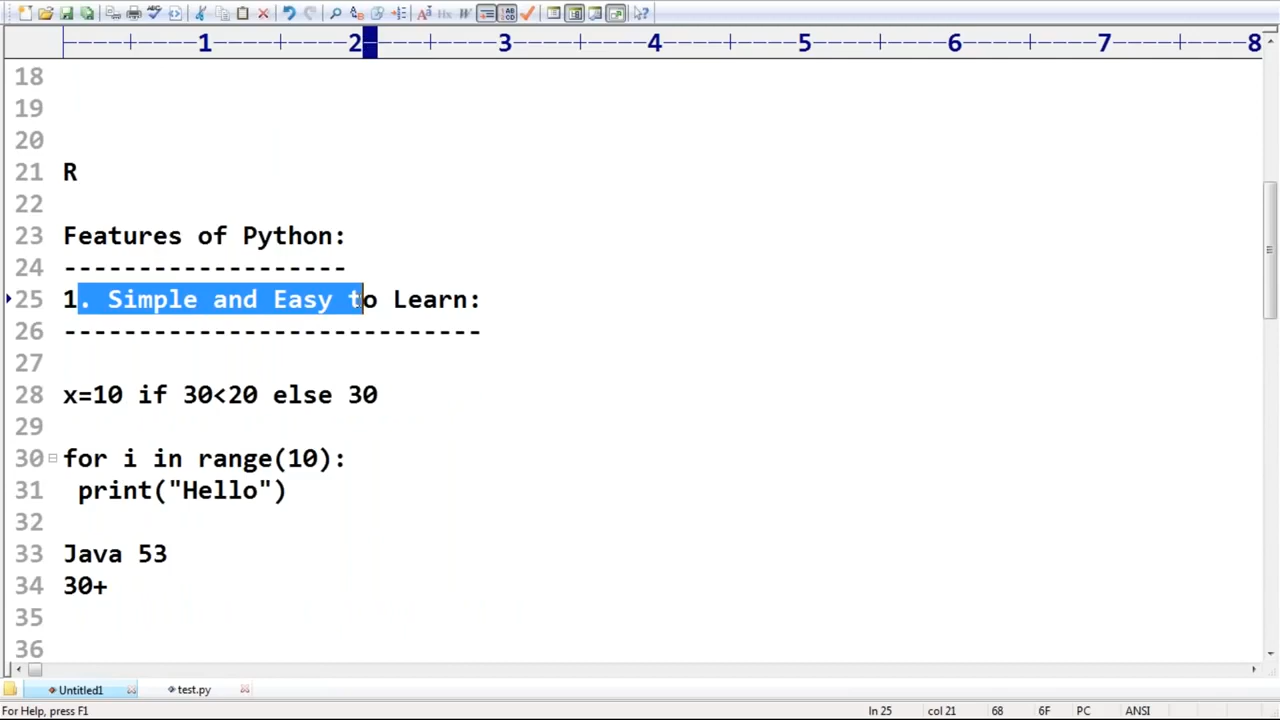 1 2 3 4 5 6 7 8
18
19
20
21 R
22
23 Features of Python:
24 -------------------
25 1. Simple and Easy to Learn:
26 ----------------------------
27
28 x=10 if 30<20 else 30
29
30 for i in range(10):
31 print("Hello")
32
33 Java 53
34 30+
35
36
Untitled1 test.py
For Help, press F1 ln 25 col 21 68 6F PC ANSI